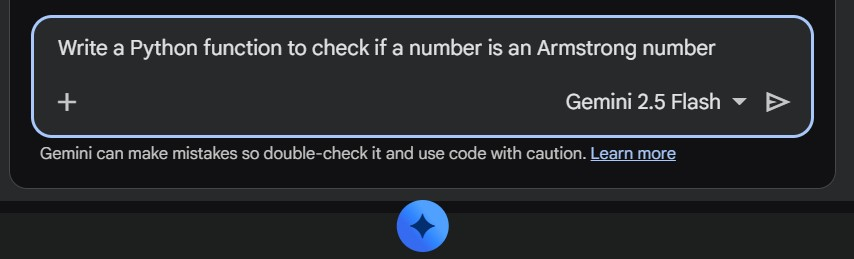 Write a Python function to check if a number is an Armstrong number
Gemini 2.5 Flash
Gemini can make mistakes so double-check it and use code with caution. Learn more